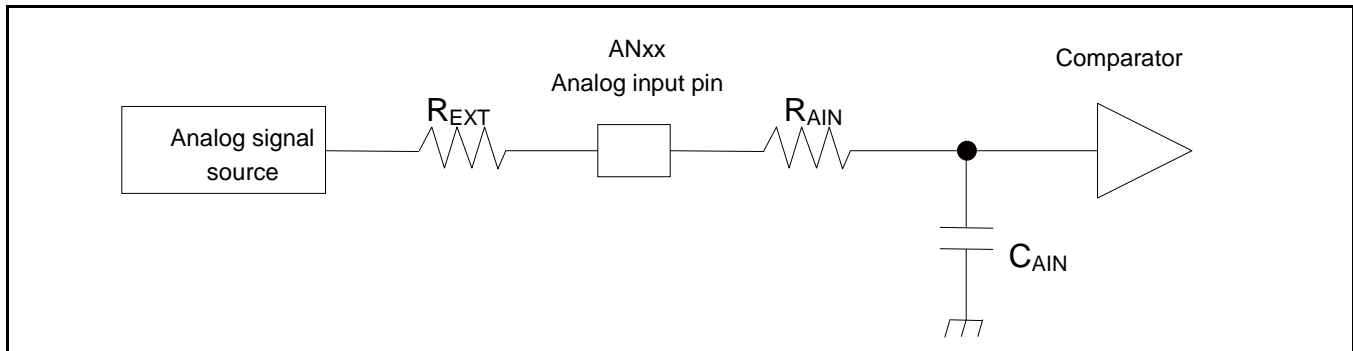 ANxx
Analog input pin
Comparator
REXT
RAIN
Analog signal
source
CAIN